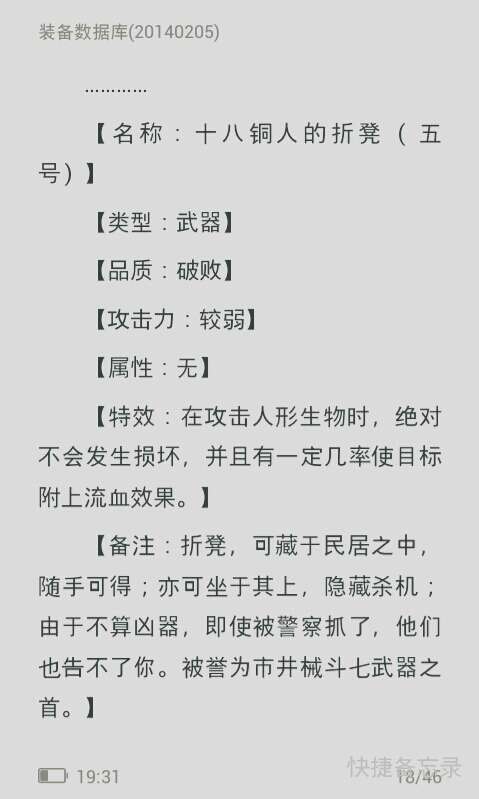 装备数据库(20140205)
…………
【名称：十八铜人的折凳（五
号）】
【类型：武器】
【品质：破败】
【攻击力：较弱】
【属性：无】
【特效：在攻击人形生物时，绝对
不会发生损坏，并且有一定几率使目标
附上流血效果。】
【备注：折凳，可藏于民居之中，
随手可得；亦可坐于其上，隐藏杀机；
由于不算凶器，即使被警察抓了，他们
也告不了你。被誉为市井械斗七武器之
首。】
快捷备忘录
19:31 18/46